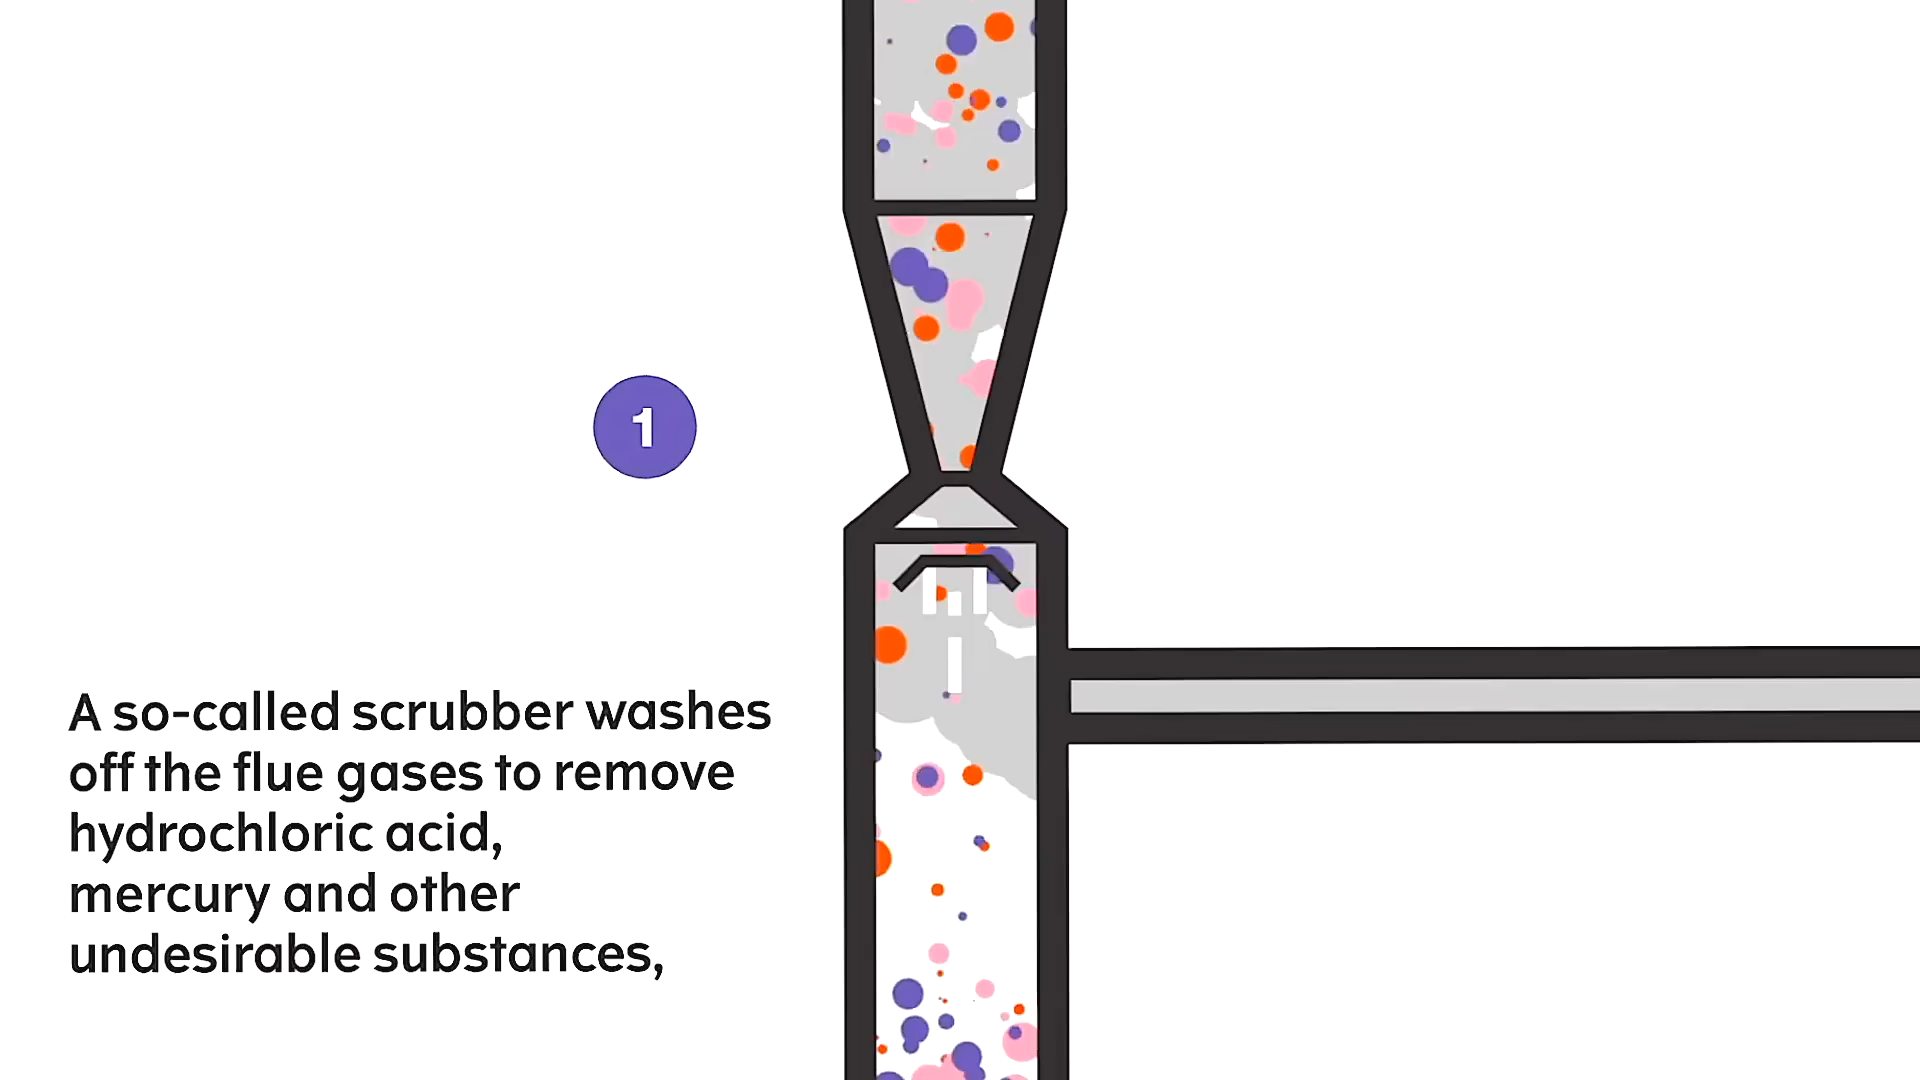 1
A so-called scrubber washes
off the flue gases to remove
hydrochloric acid,
mercury and other
undesirable substances,